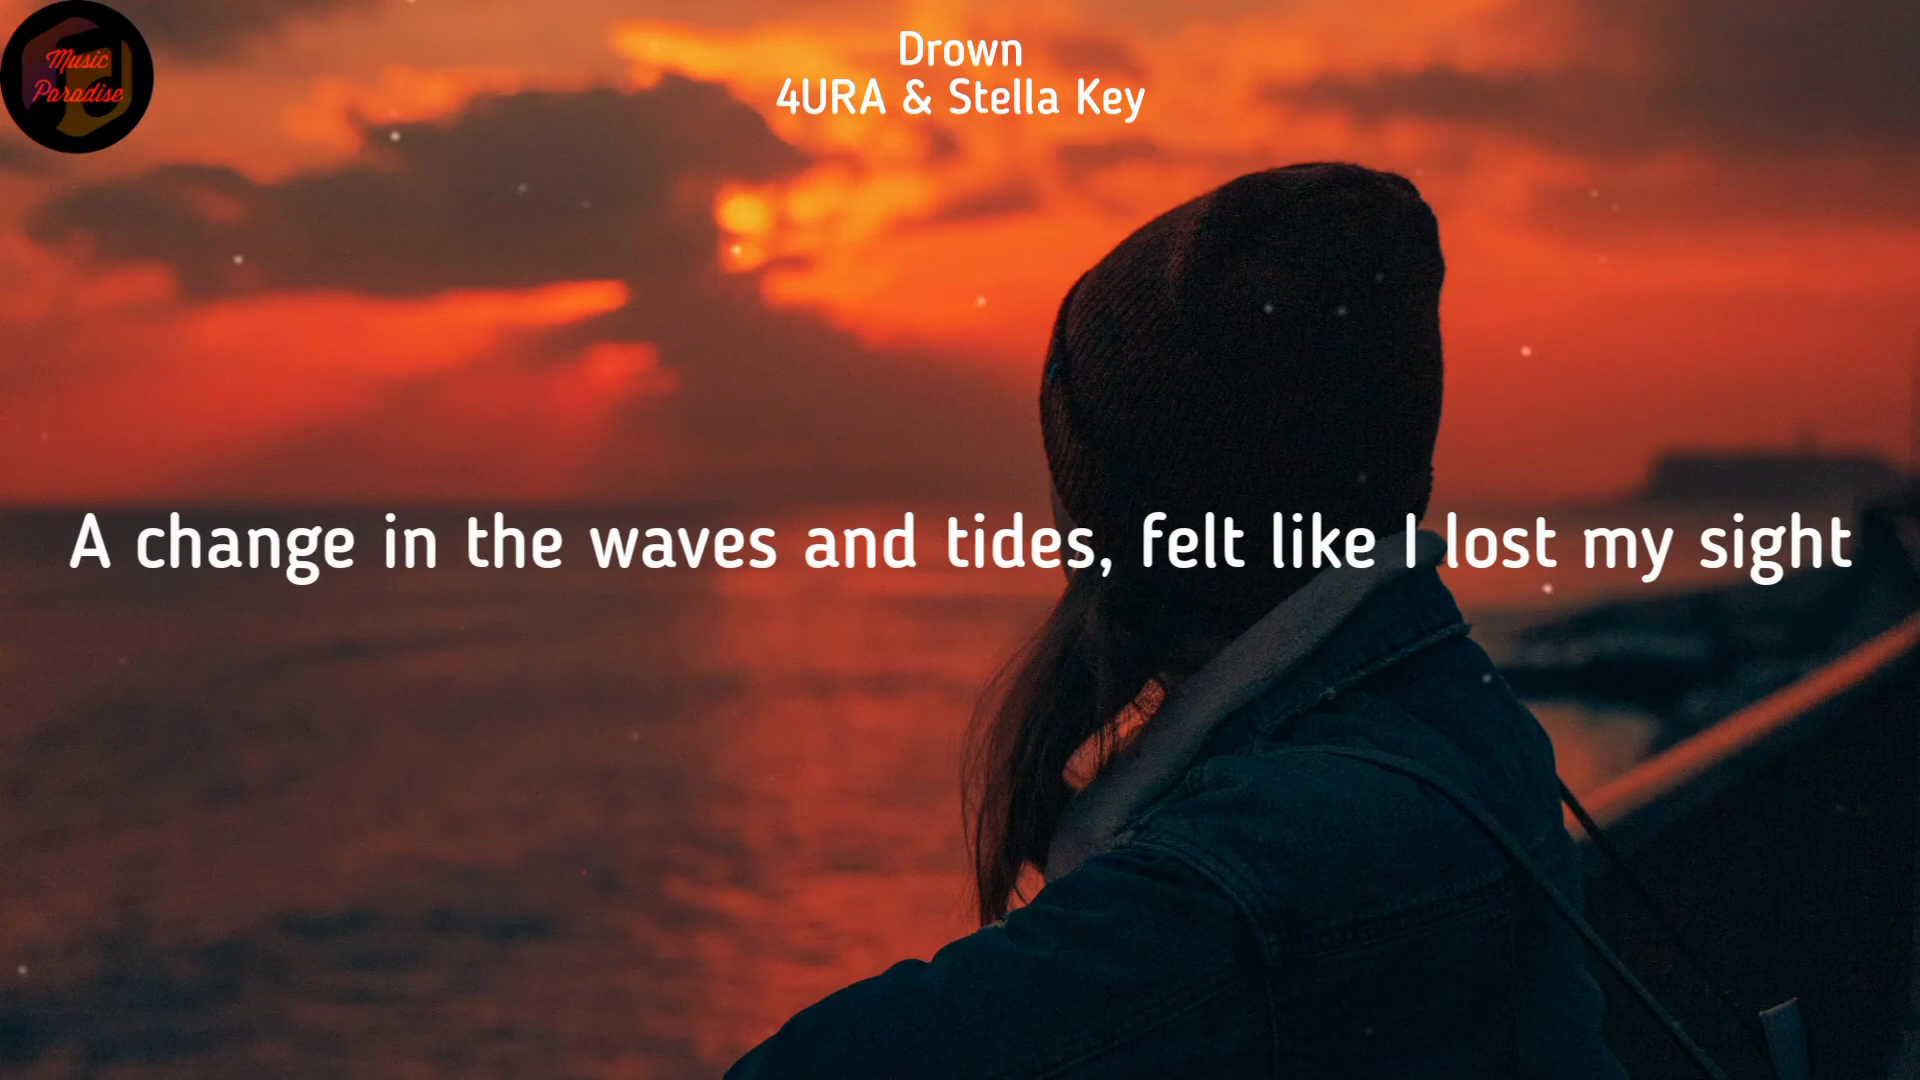 Music
Paradise
Drown
4URA & Stella Key
A change in the waves and tides, felt like I lost my sight